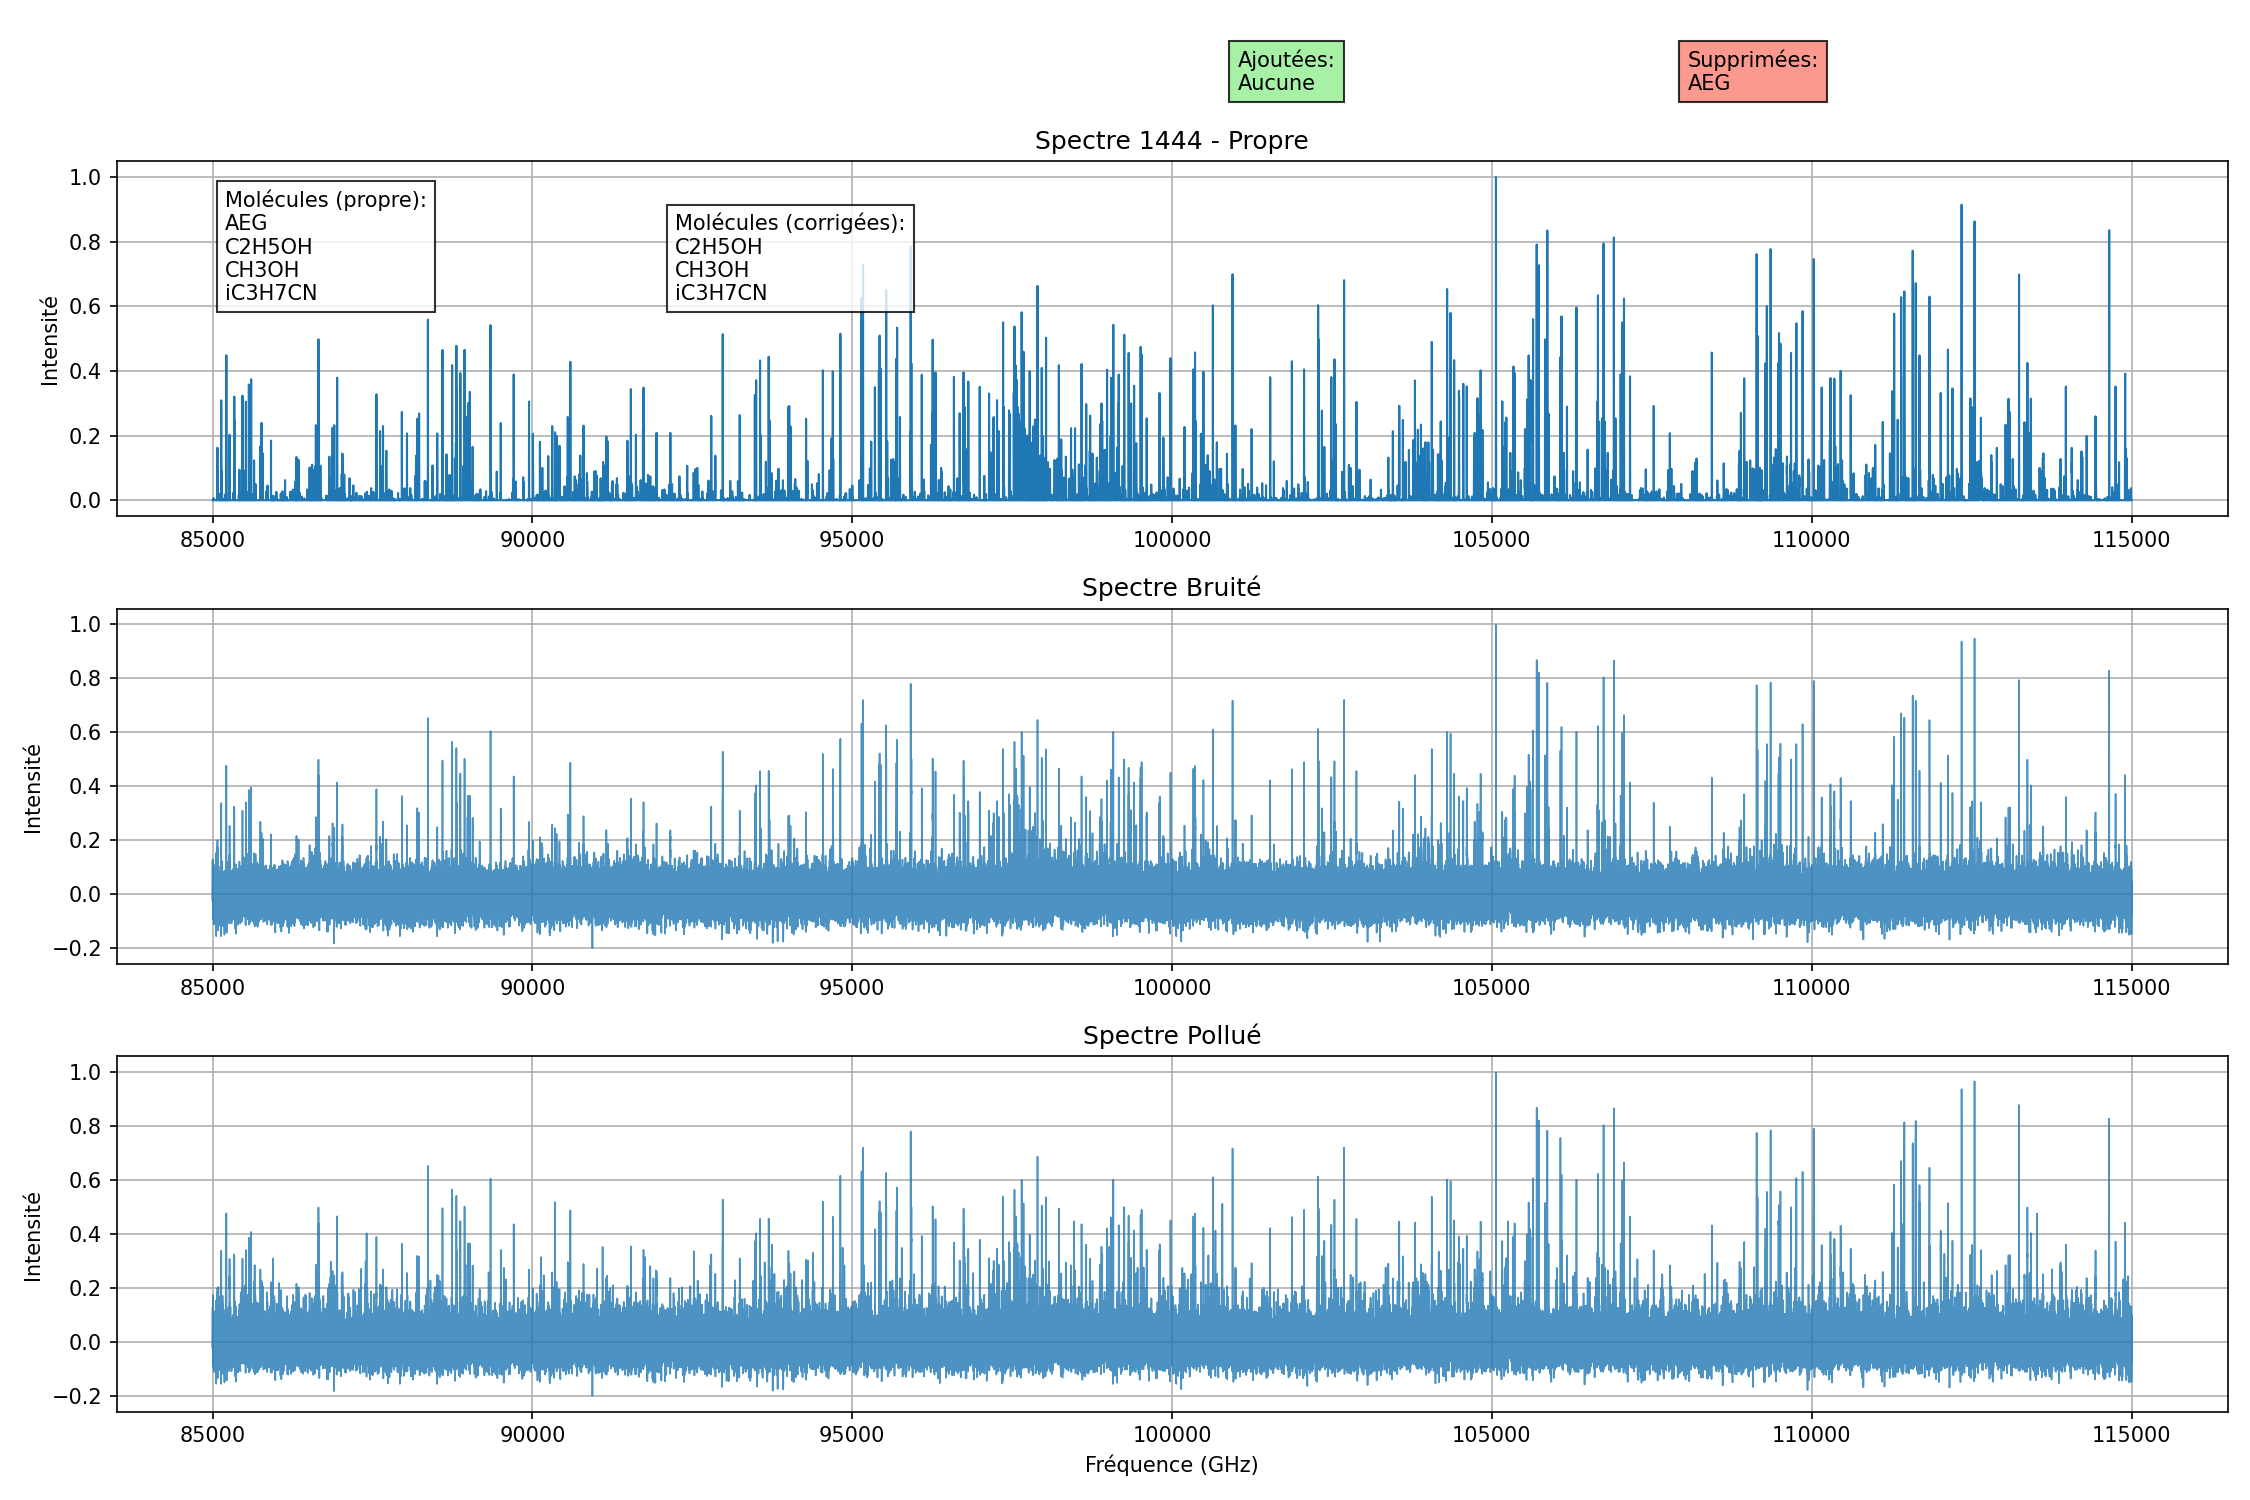 Ajoutées:
Aucune
Supprimées:
AEG
Spectre 1444 - Propre
Intensité
1.0
0.8
0.6
0.4
0.2
0.0
Molécules (propre):
AEG
C2H5OH
CH3OH
iC3H7CN
Molécules (corrigées):
C2H5OH
CH3OH
iC3H7CN
85000 90000 95000 100000 105000 110000 115000
Spectre Bruité
Intensité
1.0
0.8
0.6
0.4
0.2
0.0
−0.2
85000 90000 95000 100000 105000 110000 115000
Spectre Pollué
Intensité
1.0
0.8
0.6
0.4
0.2
0.0
−0.2
85000 90000 95000 100000 105000 110000 115000
Fréquence (GHz)